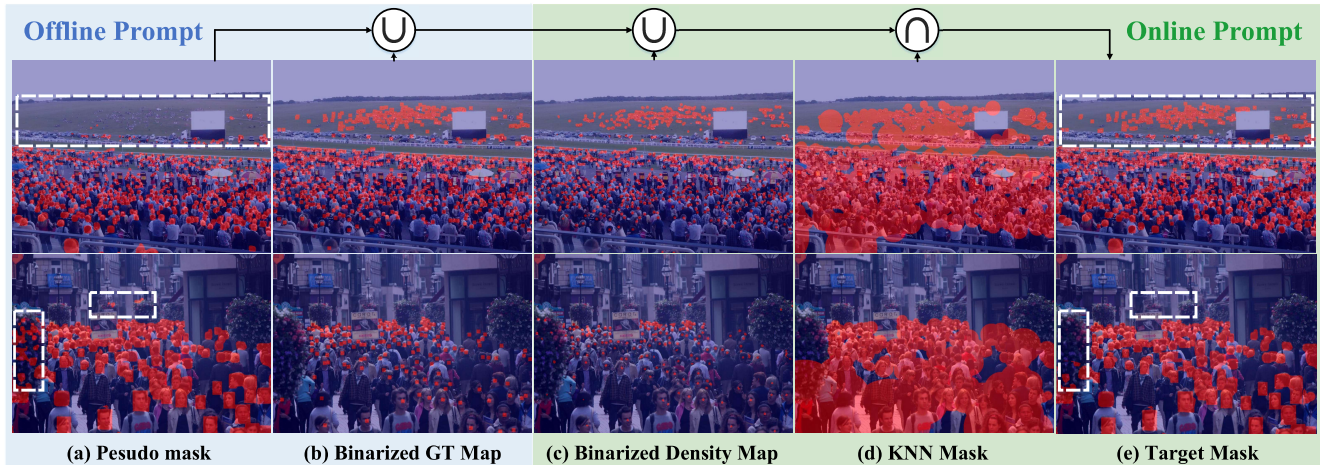 Offline Prompt
∪
∪
∩
Online Prompt
(a) Pesudo mask
(b) Binarized GT Map
(c) Binarized Density Map
(d) KNN Mask
(e) Target Mask